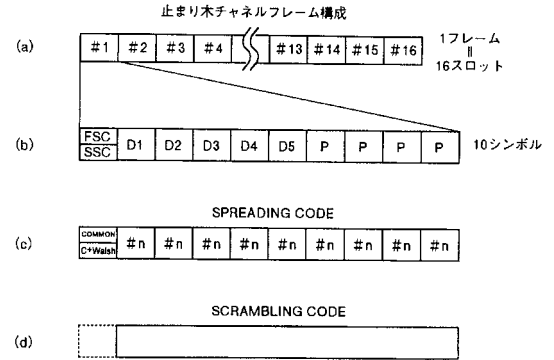 止まり木チャネルフレーム構成
(a) #1 #2 #3 #4 #13 #14 #15 #16 1フレーム
||
16スロット
(b) FSC SSC D1 D2 D3 D4 D5 P P P P 10シンボル
SPREADING CODE
(c) COMMON C+Walsh #n #n #n #n #n #n #n #n #n
SCRAMBLING CODE
(d)